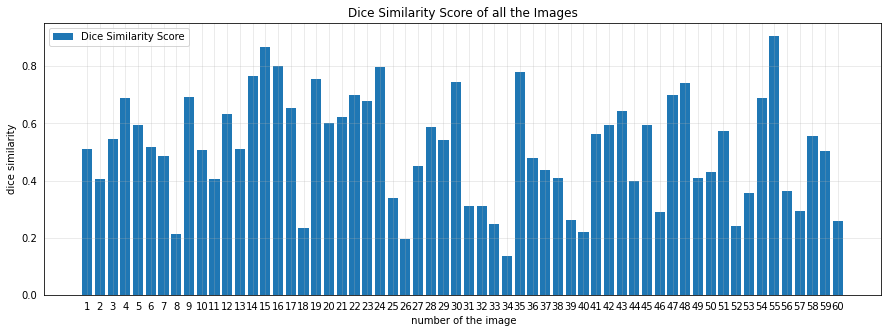 Dice Similarity Score of all the Images
Dice Similarity Score
dice similarity
0.8
0.6
0.4
0.2
0.0
1 2 3 4 5 6 7 8 9 10 11 12 13 14 15 16 17 18 19 20 21 22 23 24 25 26 27 28 29 30 31 32 33 34 35 36 37 38 39 40 41 42 43 44 45 46 47 48 49 50 51 52 53 54 55 56 57 58 59 60
number of the image